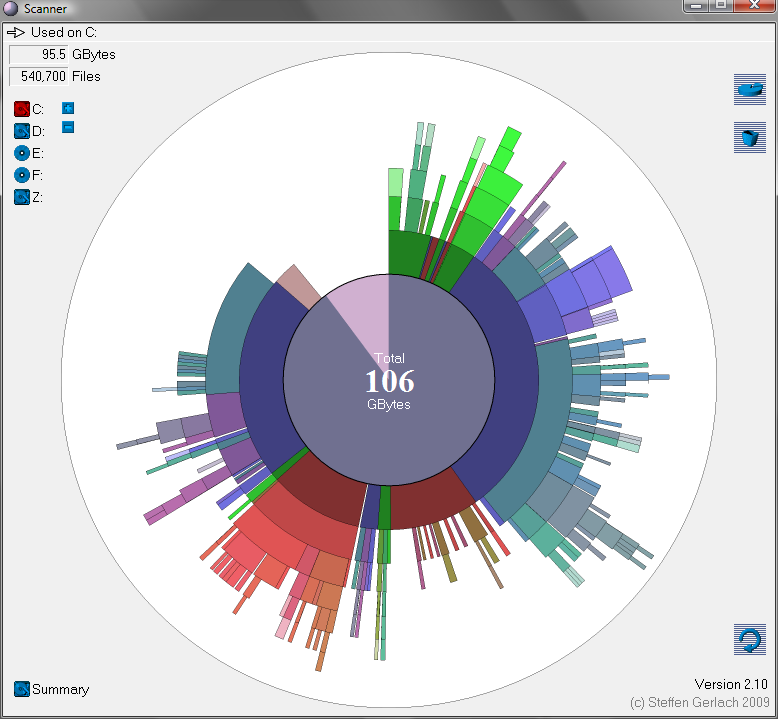 Scanner
Used on C:
95.5 GBytes
540,700 Files
C:
D:
E:
F:
Z:
Total
106
GBytes
Summary
Version 2.10
(c) Steffen Gerlach 2009